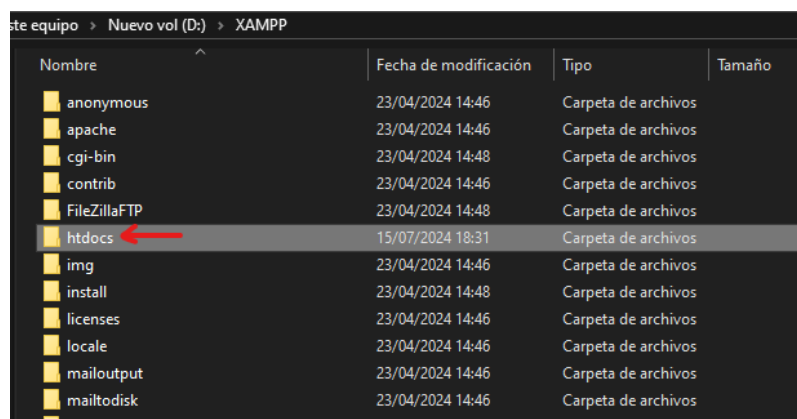 ste equipo > Nuevo vol (D:) > XAMPP
Nombre Fecha de modificación Tipo Tamaño
anonymous 23/04/2024 14:46 Carpeta de archivos
apache 23/04/2024 14:46 Carpeta de archivos
cgi-bin 23/04/2024 14:48 Carpeta de archivos
contrib 23/04/2024 14:46 Carpeta de archivos
FileZillaFTP 23/04/2024 14:48 Carpeta de archivos
htdocs 15/07/2024 18:31 Carpeta de archivos
img 23/04/2024 14:46 Carpeta de archivos
install 23/04/2024 14:48 Carpeta de archivos
licenses 23/04/2024 14:46 Carpeta de archivos
locale 23/04/2024 14:46 Carpeta de archivos
mailoutput 23/04/2024 14:46 Carpeta de archivos
mailtodisk 23/04/2024 14:46 Carpeta de archivos